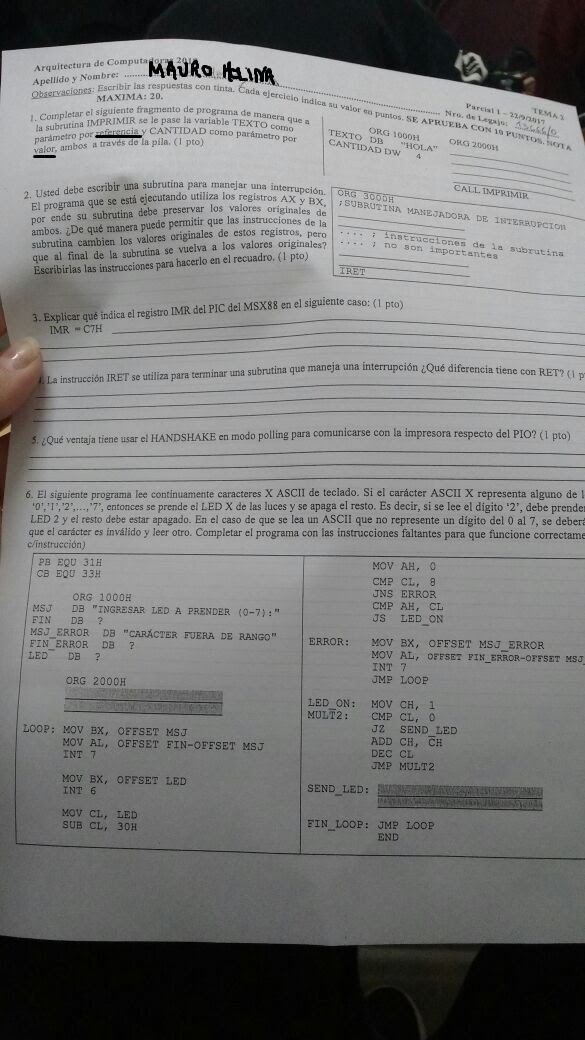 Arquitectura de Computadoras
Apellido y Nombre: MAURO MOLINA
Parcial 1 - 22/9/2017 TEMA 2
Nro. de Legajo:
Observaciones: Escribir las respuestas con tinta. Cada ejercicio indica su valor en puntos. SE APRUEBA CON 10 PUNTOS. NOTA
MAXIMA: 20.
1. Completar el siguiente fragmento de programa de manera que a
la subrutina IMPRIMIR se le pase la variable TEXTO como
parámetro por referencia y CANTIDAD como parámetro por
valor, ambos a través de la pila. (1 pto)
ORG 1000H
TEXTO DB "HOLA"
CANTIDAD DW 4
ORG 2000H
CALL IMPRIMIR
2. Usted debe escribir una subrutina para manejar una interrupción.
El programa que se está ejecutando utiliza los registros AX y BX,
por ende su subrutina debe preservar los valores originales de
ambos. ¿De qué manera puede permitir que las instrucciones de la
subrutina cambien los valores originales de estos registros, pero
que al final de la subrutina se vuelva a los valores originales?
Escribirlas las instrucciones para hacerlo en el recuadro. (1 pto)
ORG 3000H
;SUBRUTINA MANEJADORA DE INTERRUPCION
.... ; instrucciones de la subrutina
.... ; no son importantes
IRET
3. Explicar qué indica el registro IMR del PIC del MSX88 en el siguiente caso: (1 pto)
IMR = C7H
. La instrucción IRET se utiliza para terminar una subrutina que maneja una interrupción ¿Qué diferencia tiene con RET? (1 p
5. ¿Qué ventaja tiene usar el HANDSHAKE en modo polling para comunicarse con la impresora respecto del PIO? (1 pto)
6. El siguiente programa lee continuamente caracteres X ASCII de teclado. Si el carácter ASCII X representa alguno de l
'0','1','2',...,'7', entonces se prende el LED X de las luces y se apaga el resto. Es decir, si se lee el dígito '2', debe prender
LED 2 y el resto debe estar apagado. En el caso de que se lea un ASCII que no represente un dígito del 0 al 7, se deberá
que el carácter es inválido y leer otro. Completar el programa con las instrucciones faltantes para que funcione correctame
c/instrucción)
PB EQU 31H
CB EQU 33H
ORG 1000H
MSJ DB "INGRESAR LED A PRENDER (0-7):"
FIN DB ?
MSJ_ERROR DB "CARÁCTER FUERA DE RANGO"
FIN_ERROR DB ?
LED DB ?
ORG 2000H
LOOP: MOV BX, OFFSET MSJ
MOV AL, OFFSET FIN-OFFSET MSJ
INT 7
MOV BX, OFFSET LED
INT 6
MOV CL, LED
SUB CL, 30H
MOV AH, 0
CMP CL, 8
JNS ERROR
CMP AH, CL
JS LED_ON
ERROR: MOV BX, OFFSET MSJ_ERROR
MOV AL, OFFSET FIN_ERROR-OFFSET MSJ
INT 7
JMP LOOP
LED_ON: MOV CH, 1
MULT2: CMP CL, 0
JZ SEND_LED
ADD CH, CH
DEC CL
JMP MULT2
SEND_LED:
FIN_LOOP: JMP LOOP
END